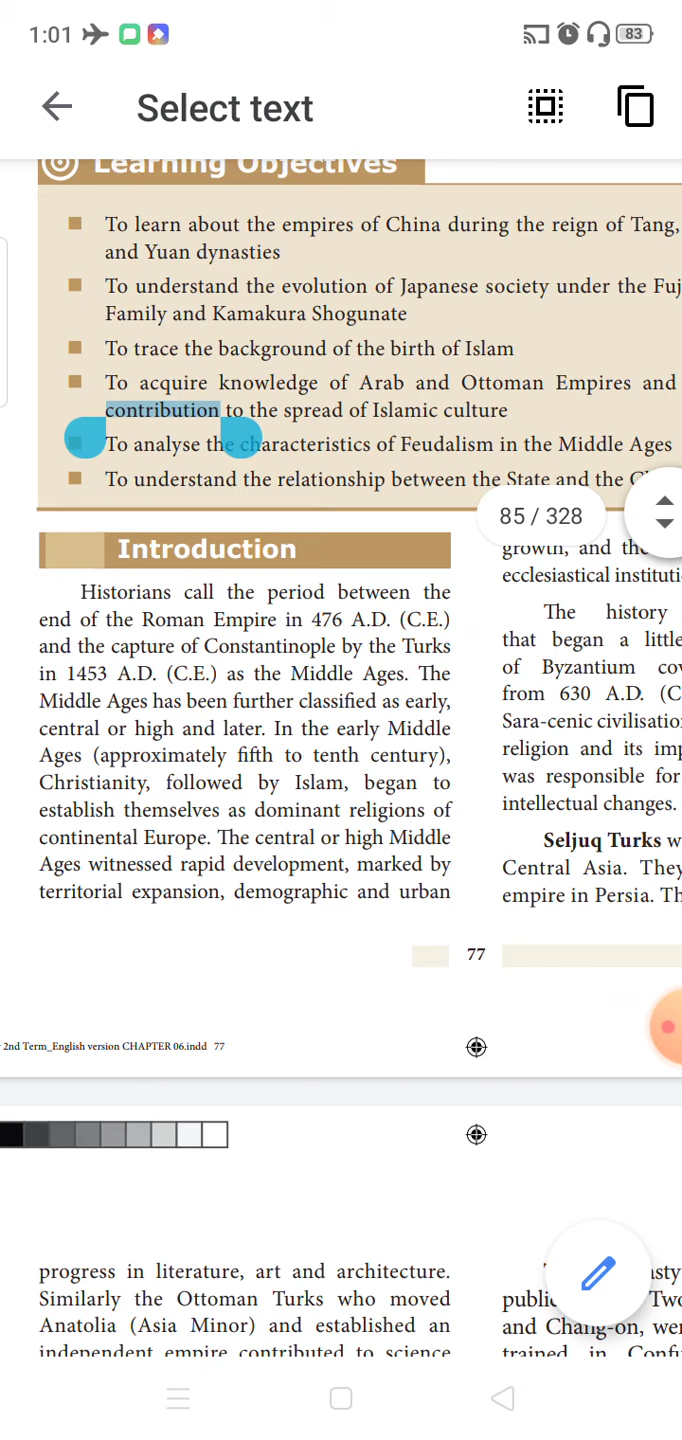 1:01
83
Select text
Learning Objectives
To learn about the empires of China during the reign of Tang,
and Yuan dynasties
To understand the evolution of Japanese society under the
Family and Kamakura Shogunate
To trace the background of the birth of Islam
To acquire knowledge of Arab and Ottoman Empires and
contribution to the spread of Islamic culture
To analyse the characteristics of Feudalism in the Middle Ages
To understand the relationship between the State and the
85 / 328
Introduction
Historians call the period between the
end of the Roman Empire in 476 A.D. (C.E.)
and the capture of Constantinople by the Turks
in 1453 A.D. (C.E.) as the Middle Ages. The
Middle Ages has been further classified as early,
central or high and later. In the early Middle
Ages (approximately fifth to tenth century),
Christianity, followed by Islam, began to
establish themselves as dominant religions of
continental Europe. The central or high Middle
Ages witnessed rapid development, marked by
territorial expansion, demographic and urban
growth, and
ecclesiastical
The history
that began a little
of Byzantium
from 630 A.D.
Sara-cenic
religion and its
was responsible for
intellectual changes.
Seljuq Turks
Central Asia. They
empire in Persia.
77
2nd Term_English version CHAPTER 06.indd 77
progress in literature, art and architecture.
Similarly the Ottoman Turks who moved
Anatolia (Asia Minor) and established an
independent empire contributed to science
Two
and Chang-on,
trained in